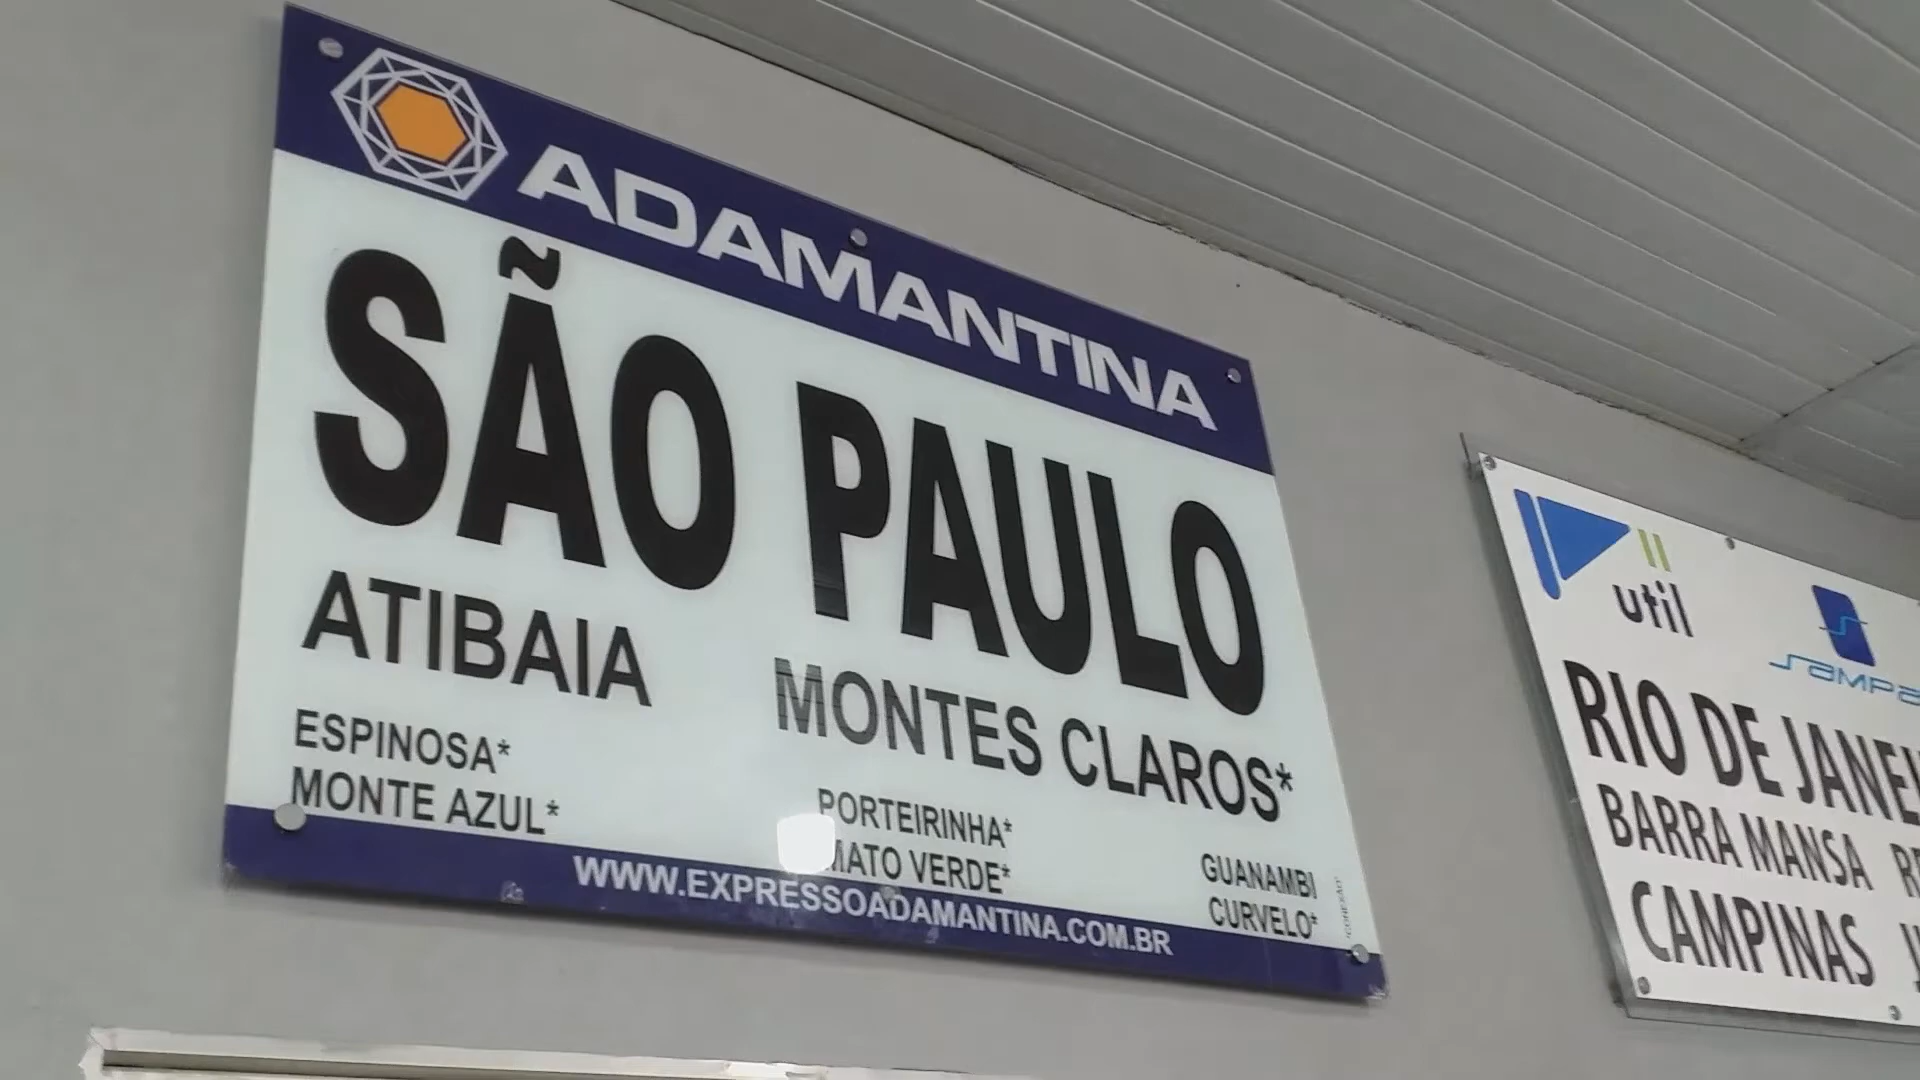 ADAMANTINA
SÃO PAULO
ATIBAIA MONTES CLAROS*
ESPINOSA* PORTEIRINHA* GUANAMBI
MONTE AZUL* MATO VERDE* CURVELO*
WWW.EXPRESSOADAMANTINA.COM.BR
util
RIO DE
BARRA MANSA
CAMPINAS